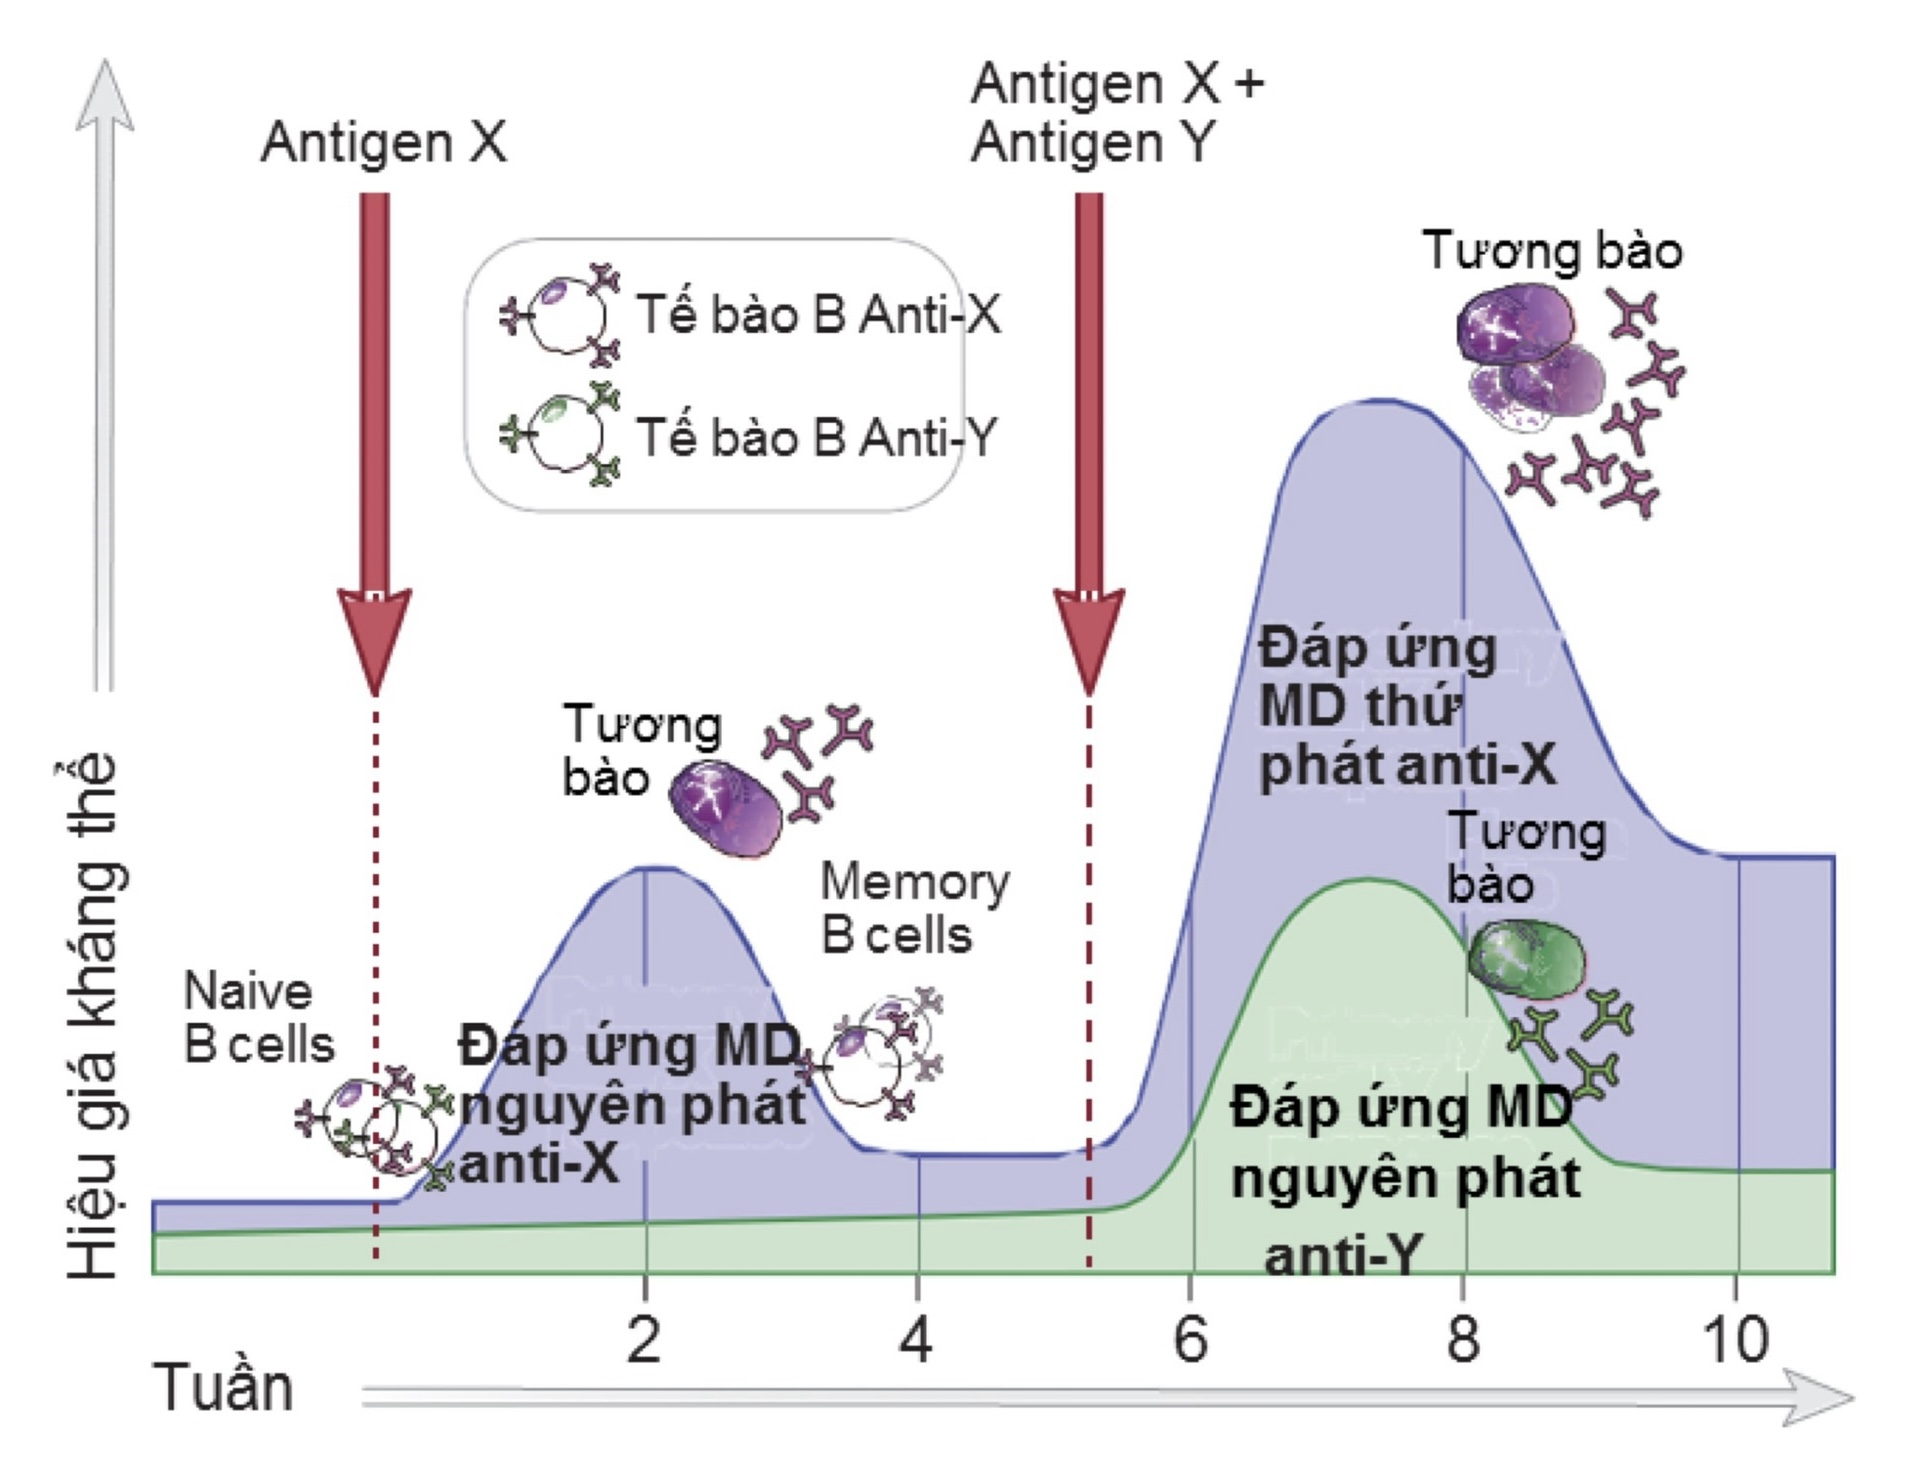 Antigen X
Antigen X +
Antigen Y
Tế bào B Anti-X
Tế bào B Anti-Y
Tương bào
Tương
bào
Memory
B cells
Naive
B cells
Đáp ứng MD
nguyên phát
anti-X
Đáp ứng
MD thứ
phát anti-X
Tương
bào
Đáp ứng MD
nguyên phát
anti-Y
Hiệu giá kháng thể
2 4 6 8 10
Tuần